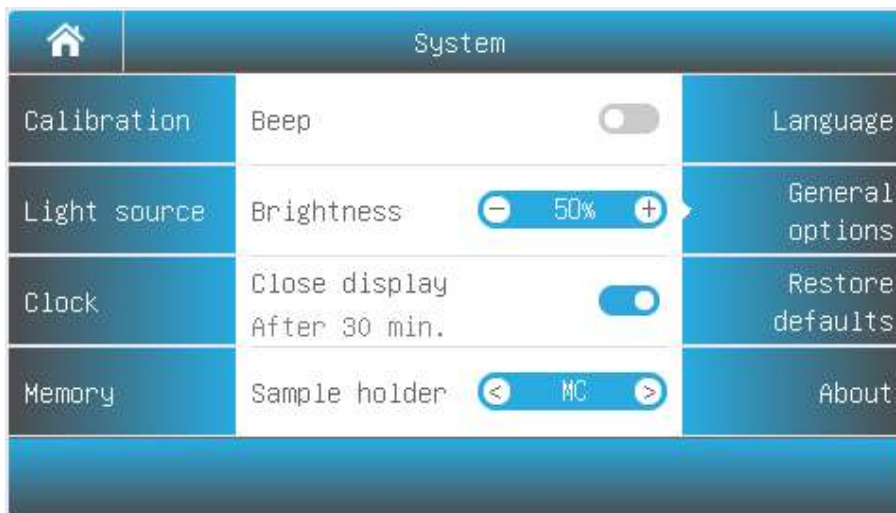 System
Calibration
Beep
Language
Light source
Brightness
- 50% +
General
options
Clock
Close display
After 30 min.
Restore
defaults
Memory
Sample holder
< MC >
About